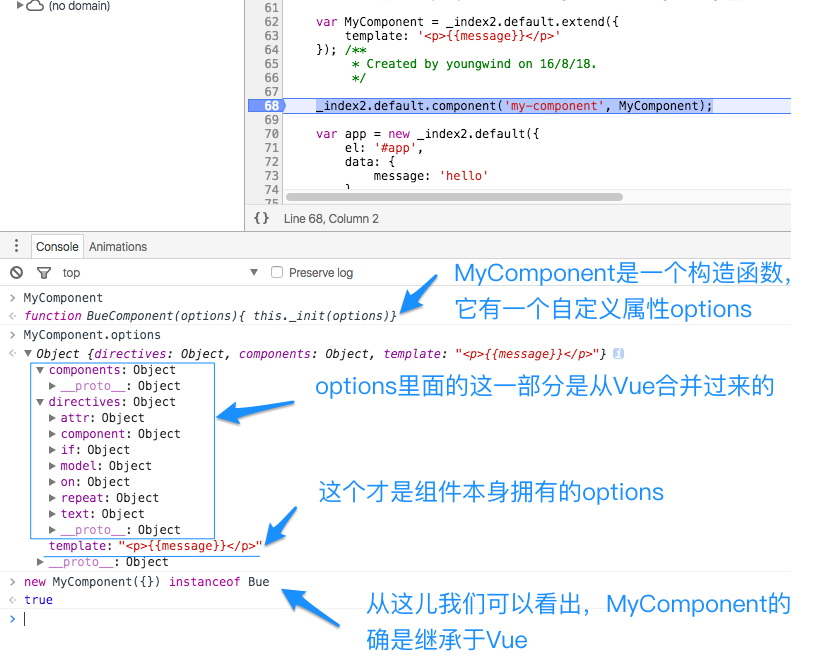 (no domain)
61
62 var MyComponent = _index2.default.extend({
63 template: '<p>{{message}}</p>'
64 }); /**
65 * Created by youngwind on 16/8/18.
66 */
67
68 _index2.default.component('my-component', MyComponent);
69
70 var app = new _index2.default({
71 el: '#app',
72 data: {
73 message: 'hello'
74 }
75
{} Line 68, Column 2
Console Animations
top Preserve log
> MyComponent
function BueComponent(options){ this._init(options)}
MyComponent是一个构造函数,
它有一个自定义属性options
> MyComponent.options
Object {directives: Object, components: Object, template: "<p>{{message}}</p>"}
components: Object
__proto__: Object
directives: Object
attr: Object
component: Object
if: Object
model: Object
on: Object
repeat: Object
text: Object
__proto__: Object
options里面的这一部分是从Vue合并过来的
template: "<p>{{message}}</p>"
__proto__: Object
这个才是组件本身拥有的options
> new MyComponent({}) instanceof Bue
true
>
从这儿我们可以看出，MyComponent的
确是继承于Vue